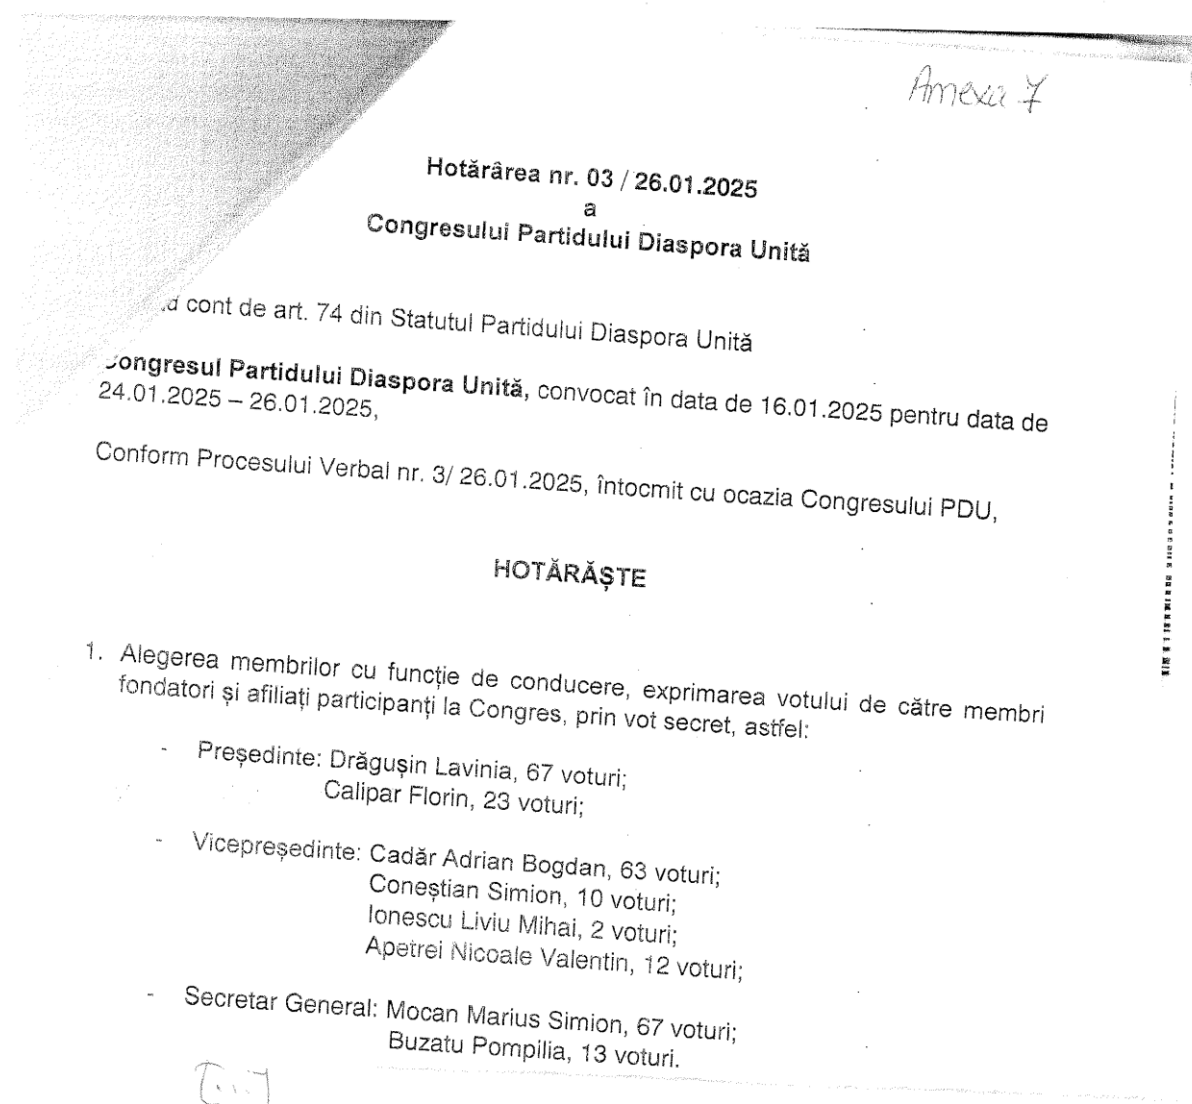 Anexa 7
Hotărârea nr. 03 / 26.01.2025
a
Congresului Partidului Diaspora Unită
cont de art. 74 din Statutul Partidului Diaspora Unită
Congresul Partidului Diaspora Unită, convocat în data de 16.01.2025 pentru data de
24.01.2025 – 26.01.2025,
Conform Procesului Verbal nr. 3/ 26.01.2025, întocmit cu ocazia Congresului PDU,
HOTĂRĂȘTE
1. Alegerea membrilor cu funcție de conducere, exprimarea votului de către membri
fondatori și afiliați participanți la Congres, prin vot secret, astfel:
- Președinte: Drăgușin Lavinia, 67 voturi;
Calipar Florin, 23 voturi;
- Vicepreședinte: Cadăr Adrian Bogdan, 63 voturi;
Coneștian Simion, 10 voturi;
Ionescu Liviu Mihai, 2 voturi;
Apetrei Nicoale Valentin, 12 voturi;
- Secretar General: Mocan Marius Simion, 67 voturi;
Buzatu Pompilia, 13 voturi.
[...]